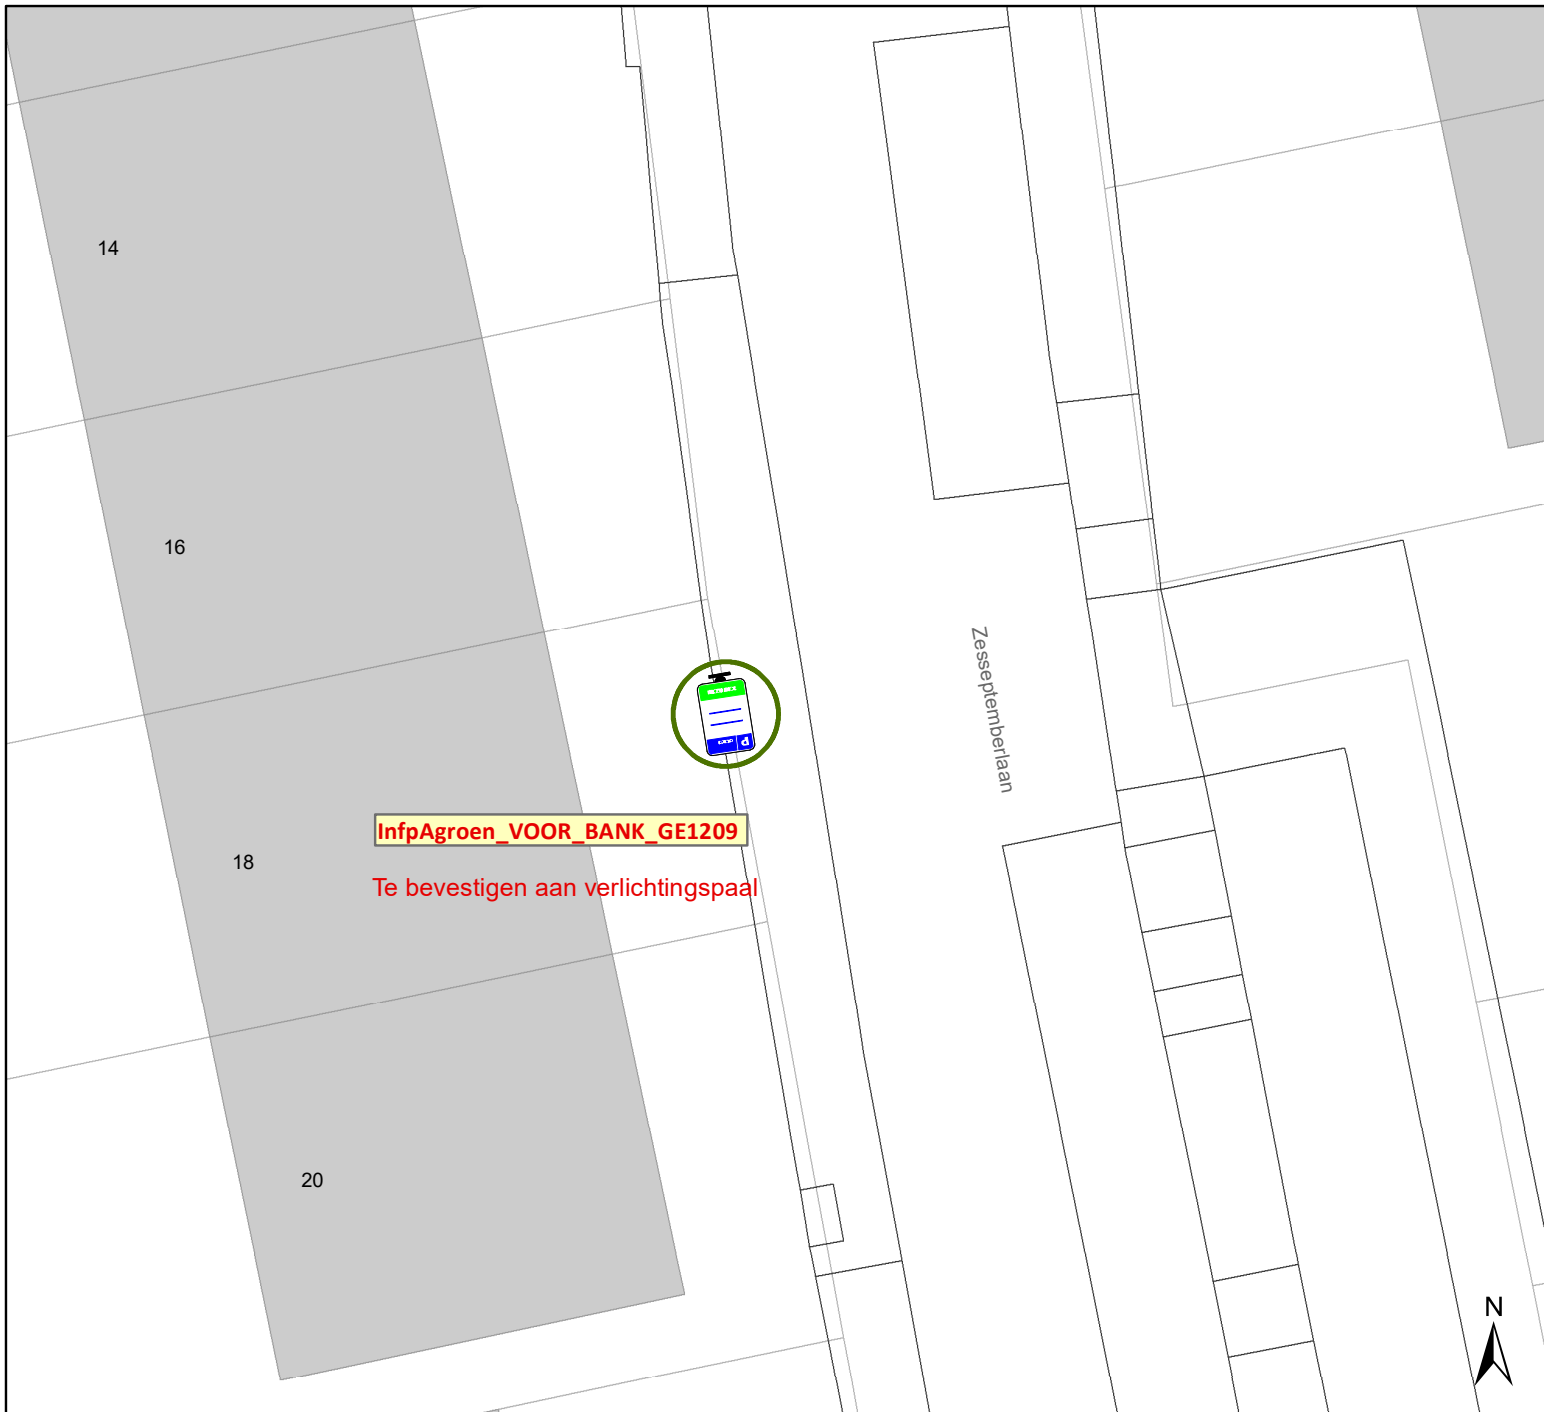 14
16
Zesseptemberlaan
InfpAgroen_VOOR_BANK_GE1209
18
Te bevestigen aan verlichtingspaal
20
N